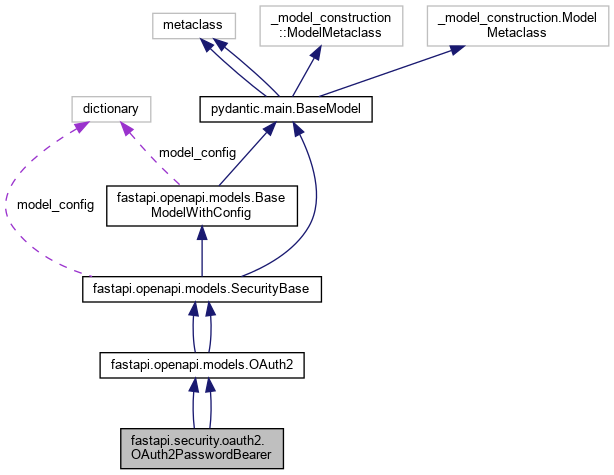 metaclass
_model_construction
::ModelMetaclass
_model_construction.Model
Metaclass
dictionary
pydantic.main.BaseModel
model_config
fastapi.openapi.models.Base
ModelWithConfig
model_config
fastapi.openapi.models.SecurityBase
fastapi.openapi.models.OAuth2
fastapi.security.oauth2.
OAuth2PasswordBearer